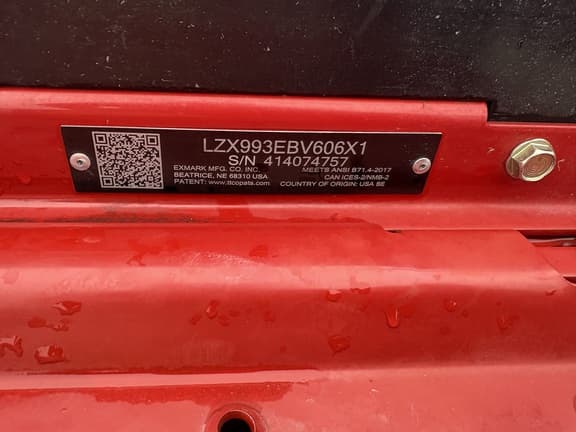 LZX993EBV606X1
S/N 414074757
EXMARK MFG. CO, INC.
BEATRICE, NE 68310 USA
PATENT: www.ttcopats.com
MEETS ANSI B71.4-2017
CAN ICES-2/NMB-2
COUNTRY OF ORIGIN: USA BE